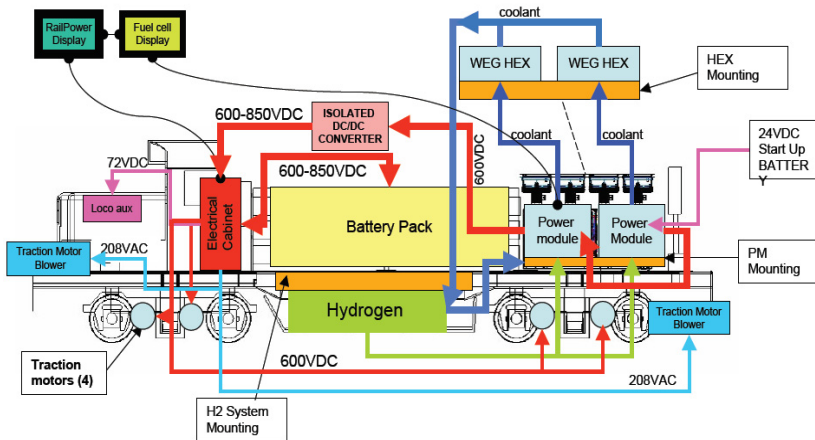 RailPower
Display
Fuel cell
Display
coolant
WEG HEX
WEG HEX
HEX
Mounting
600-850VDC
ISOLATED
DC/DC
CONVERTER
600VDC
coolant
coolant
24VDC
Start Up
BATTER
Y
72VDC
600-850VDC
Loco aux
Electrical
Cabinet
Battery Pack
Power
module
Power
Module
Traction Motor
Blower
208VAC
PM
Mounting
Hydrogen
Traction Motor
Blower
Traction
motors (4)
600VDC
208VAC
H2 System
Mounting